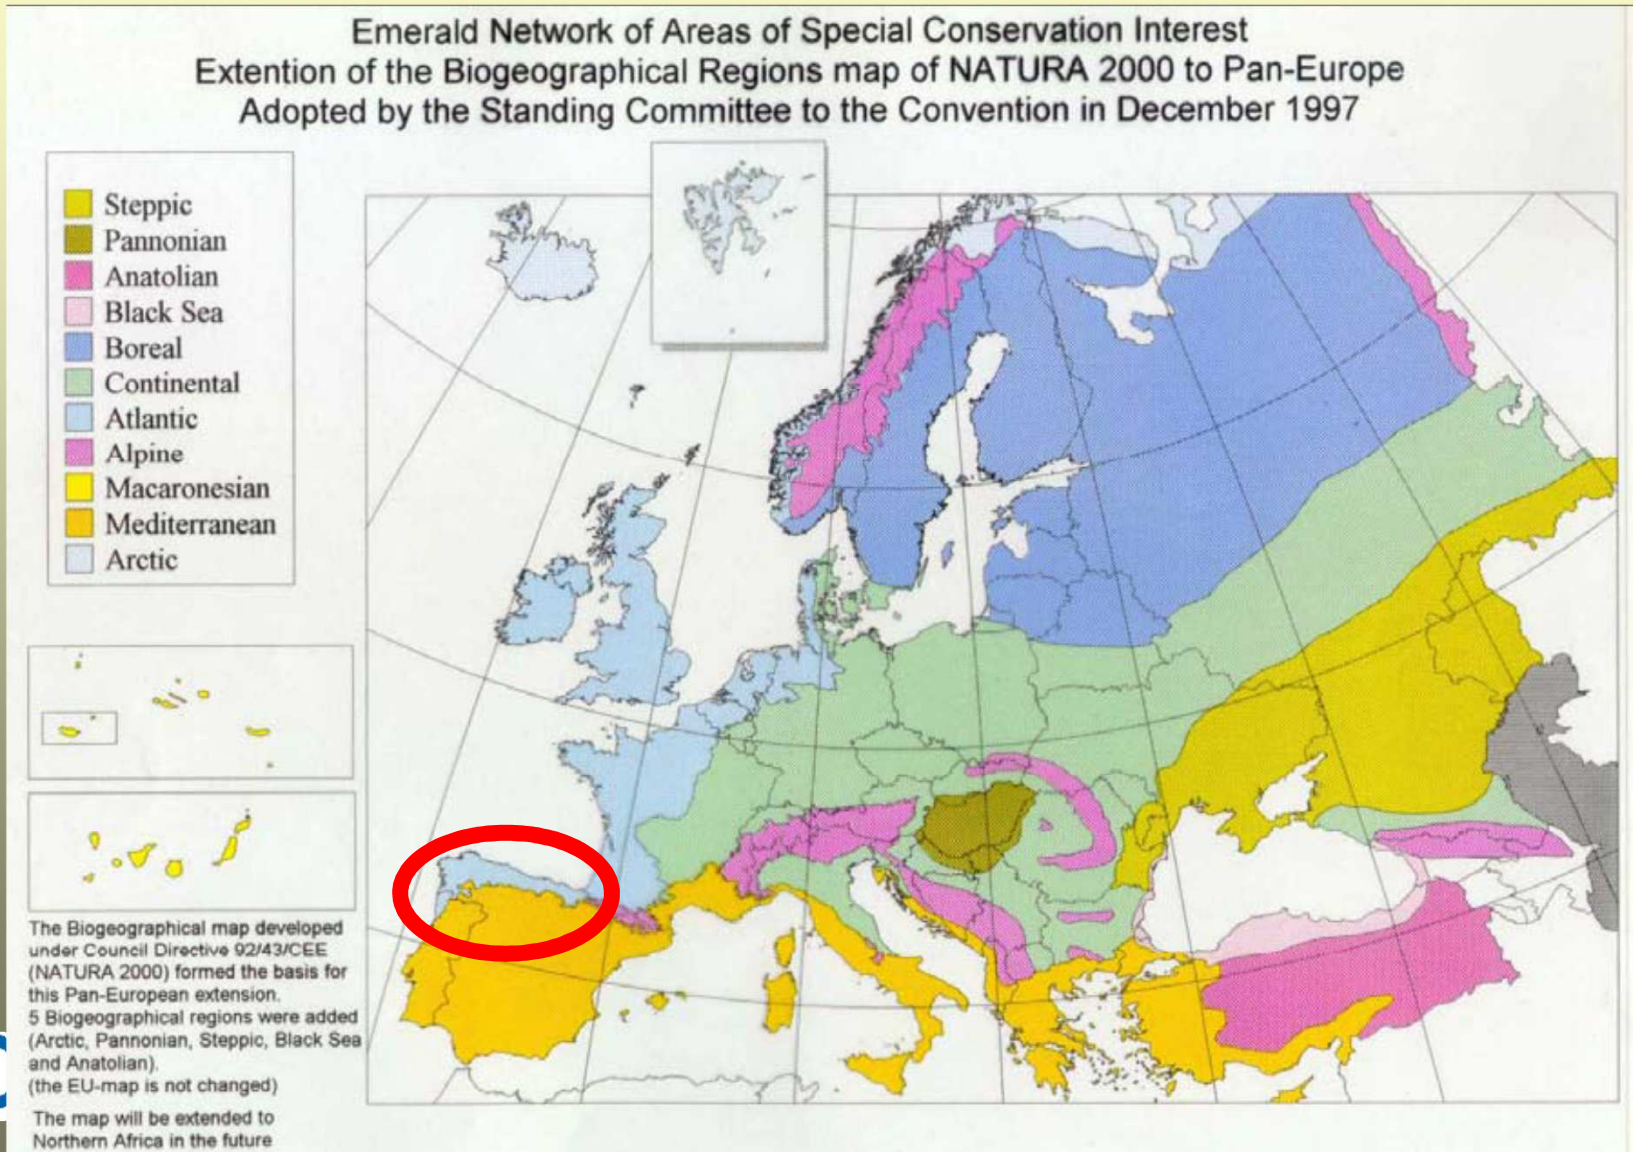 Emerald Network of Areas of Special Conservation Interest
Extention of the Biogeographical Regions map of NATURA 2000 to Pan-Europe
Adopted by the Standing Committee to the Convention in December 1997
Steppic
Pannonian
Anatolian
Black Sea
Boreal
Continental
Atlantic
Alpine
Macaronesian
Mediterranean
Arctic
The Biogeographical map developed
under Council Directive 92/43/CEE
(NATURA 2000) formed the basis for
this Pan-European extension.
5 Biogeographical regions were added
(Arctic, Pannonian, Steppic, Black Sea
and Anatolian).
(the EU-map is not changed)
The map will be extended to
Northern Africa in the future